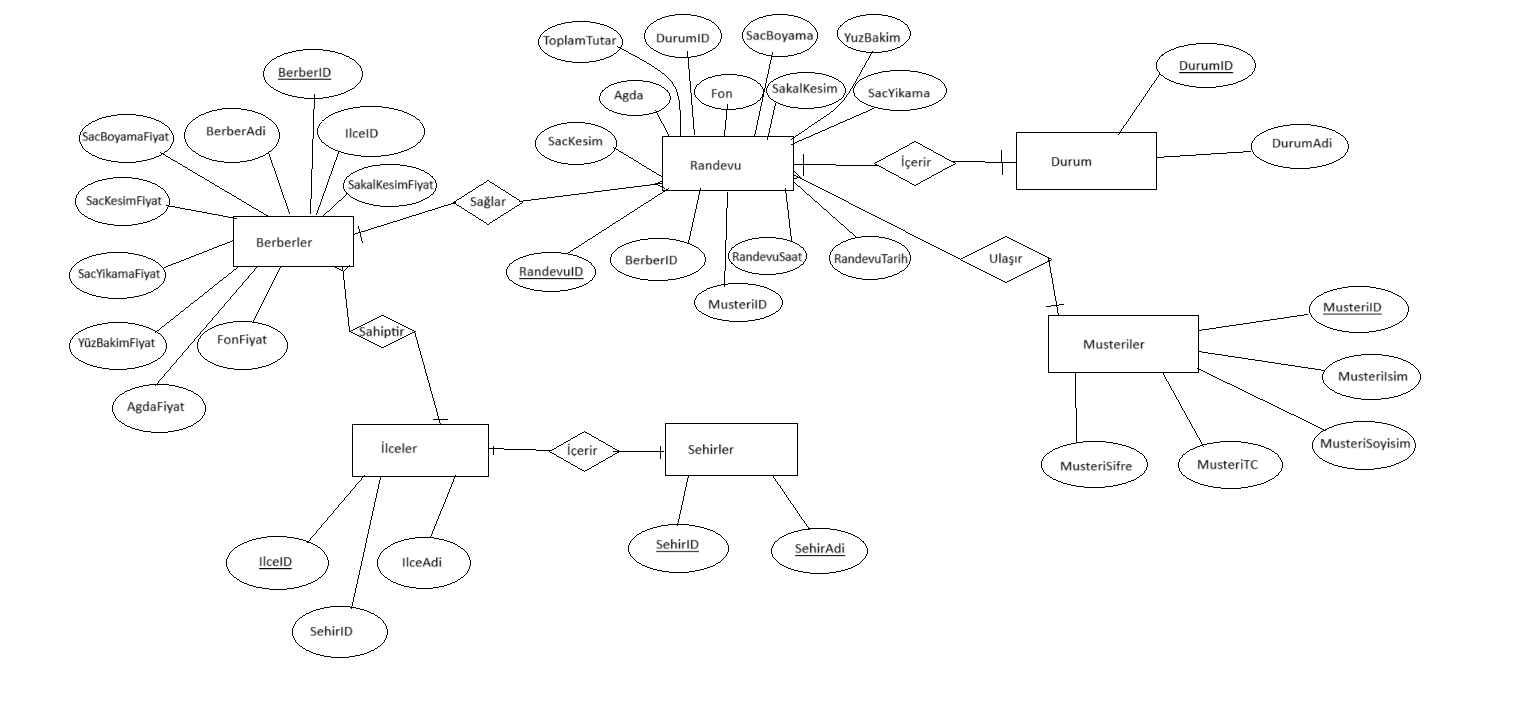 ToplamTutar
DurumID
SacBoyama
YuzBakim
Agda
Fon
SakalKesim
SacYikama
SacKesim
Randevu
RandevuID
BerberID
MusteriID
RandevuSaat
RandevuTarih
İçerir
Durum
DurumID
DurumAdi
BerberID
SacBoyamaFiyat
BerberAdi
IlceID
SakalKesimFiyat
SacKesimFiyat
Berberler
Sağlar
SacYikamaFiyat
YüzBakimFiyat
FonFiyat
AgdaFiyat
Sahiptir
Ulaşır
Musteriler
MusteriID
MusteriIsim
MusteriSoyisim
MusteriTC
MusteriSifre
İlceler
İçerir
Sehirler
IlceID
IlceAdi
SehirID
SehirID
SehirAdi